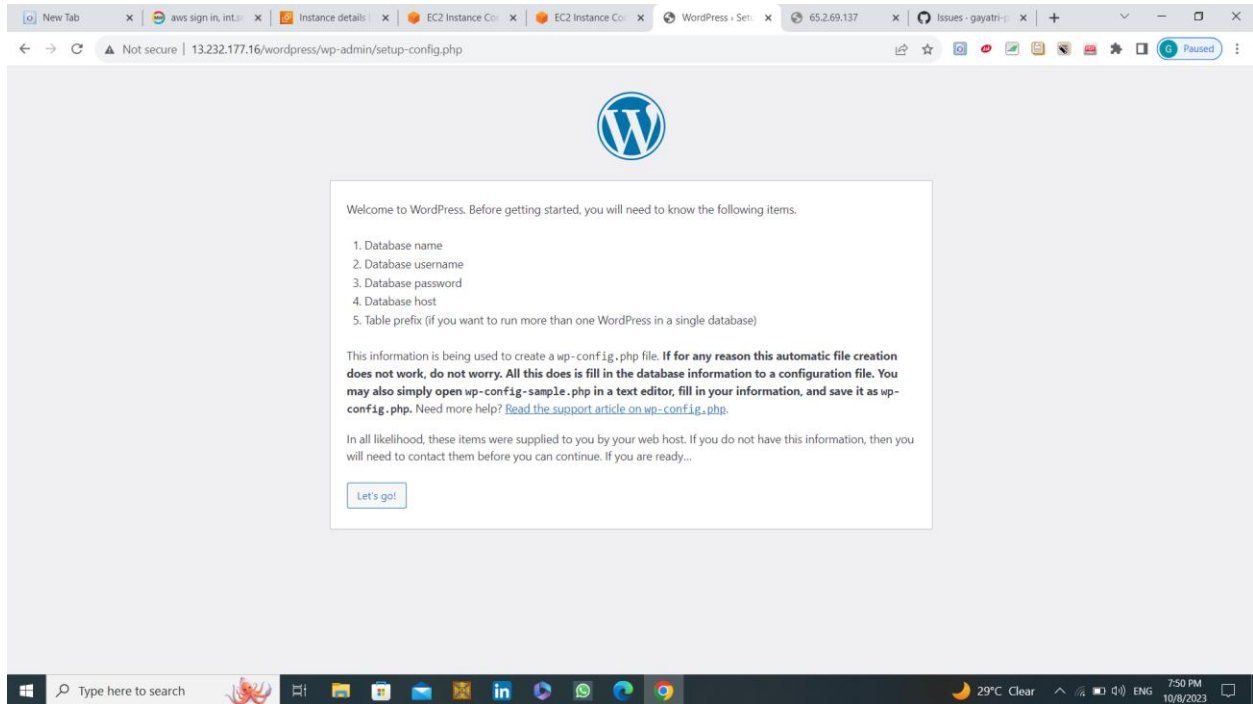 New Tab
aws sign in, int.se
Instance details |
EC2 Instance Co
EC2 Instance Co
WordPress › Set
65.2.69.137
Issues · gayatri-p
Not secure | 13.232.177.16/wordpress/wp-admin/setup-config.php
G Paused
Welcome to WordPress. Before getting started, you will need to know the following items.
1. Database name
2. Database username
3. Database password
4. Database host
5. Table prefix (if you want to run more than one WordPress in a single database)
This information is being used to create a wp-config.php file. If for any reason this automatic file creation
does not work, do not worry. All this does is fill in the database information to a configuration file. You
may also simply open wp-config-sample.php in a text editor, fill in your information, and save it as wp-
config.php. Need more help? Read the support article on wp-config.php.
In all likelihood, these items were supplied to you by your web host. If you do not have this information, then you
will need to contact them before you can continue. If you are ready...
Let's go!
Type here to search
29°C Clear
ENG
7:50 PM
10/8/2023